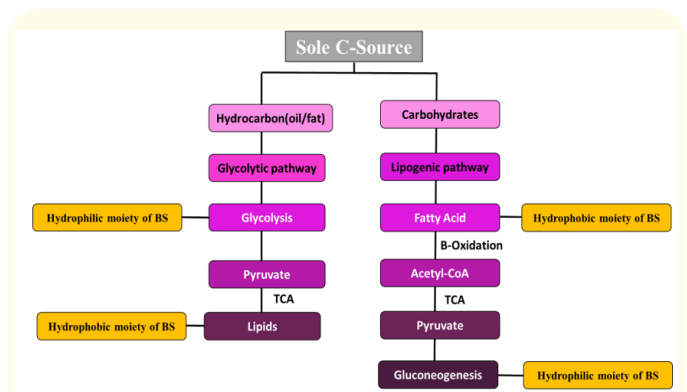 Sole C-Source
Hydrocarbon(oil/fat)
Carbohydrates
Glycolytic pathway
Lipogenic pathway
Hydrophilic moiety of BS
Glycolysis
Fatty Acid
Hydrophobic moiety of BS
B-Oxidation
Pyruvate
Acetyl-CoA
TCA
TCA
Hydrophobic moiety of BS
Lipids
Pyruvate
Gluconeogenesis
Hydrophilic moiety of BS